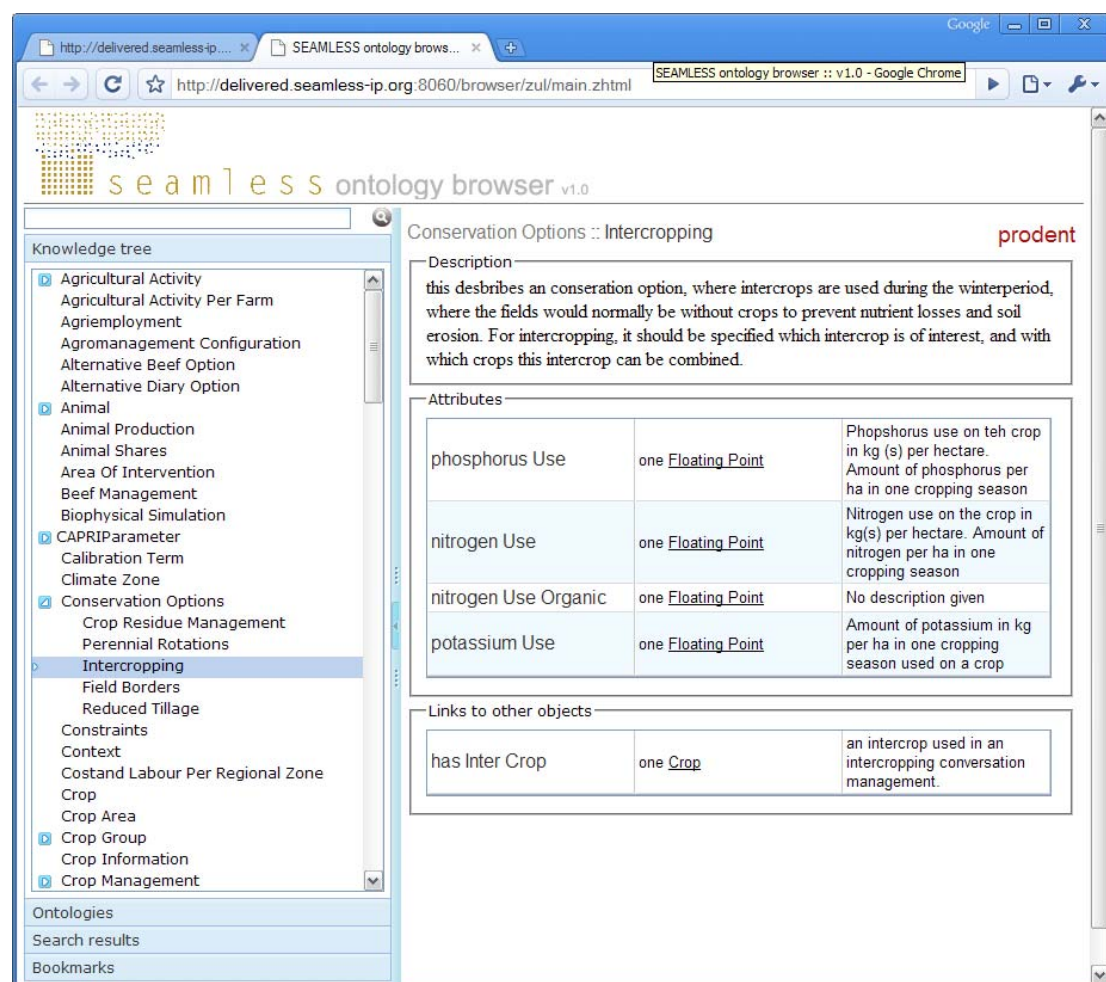 Google
http://delivered.seamless-ip....
SEAMLESS ontology brows...
SEAMLESS ontology browser :: v1.0 - Google Chrome
http://delivered.seamless-ip.org:8060/browser/zul/main.zhtml
seamless ontology browser v1.0
Knowledge tree
Agricultural Activity
Agricultural Activity Per Farm
Agriemployment
Agromanagement Configuration
Alternative Beef Option
Alternative Diary Option
Animal
Animal Production
Animal Shares
Area Of Intervention
Beef Management
Biophysical Simulation
CAPRIParameter
Calibration Term
Climate Zone
Conservation Options
Crop Residue Management
Perennial Rotations
Intercropping
Field Borders
Reduced Tillage
Constraints
Context
Costand Labour Per Regional Zone
Crop
Crop Area
Crop Group
Crop Information
Crop Management
Ontologies
Search results
Bookmarks
Conservation Options :: Intercropping
prodent
Description
this desbribes an conseration option, where intercrops are used during the winterperiod,
where the fields would normally be without crops to prevent nutrient losses and soil
erosion. For intercropping, it should be specified which intercrop is of interest, and with
which crops this intercrop can be combined.
Attributes
phosphorus Use
one Floating Point
Phopshorus use on teh crop
in kg (s) per hectare.
Amount of phosphorus per
ha in one cropping season
nitrogen Use
one Floating Point
Nitrogen use on the crop in
kg(s) per hectare. Amount of
nitrogen per ha in one
cropping season
nitrogen Use Organic
one Floating Point
No description given
potassium Use
one Floating Point
Amount of potassium in kg
per ha in one cropping
season used on a crop
Links to other objects
has Inter Crop
one Crop
an intercrop used in an
intercropping conversation
management.